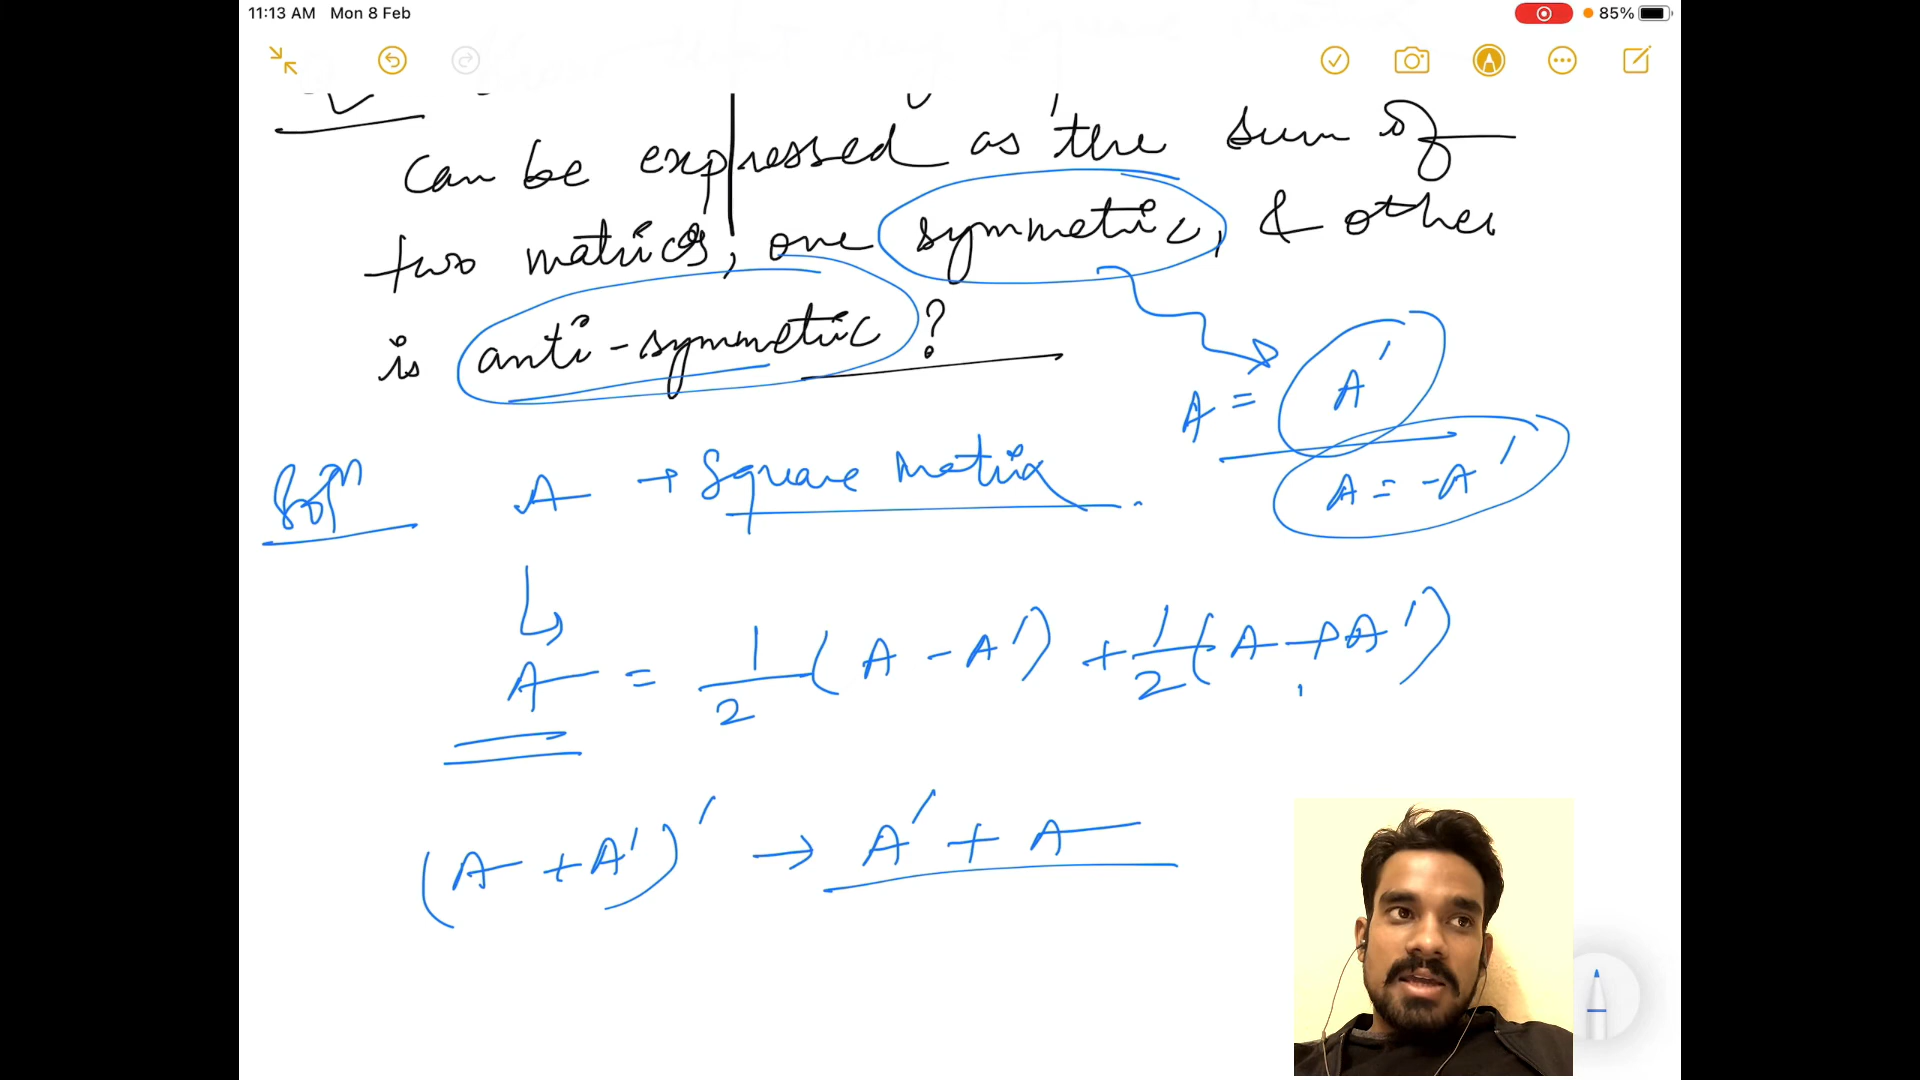 11:13 AM Mon 8 Feb 85%
can be expressed as the sum of
two matrices, one symmetric, & other
is anti-symmetric?
A = A'
A = -A'
Solⁿ A → Square Matrix.
A = 1/2 (A - A') + 1/2 (A + A')
(A + A')' → A' + A